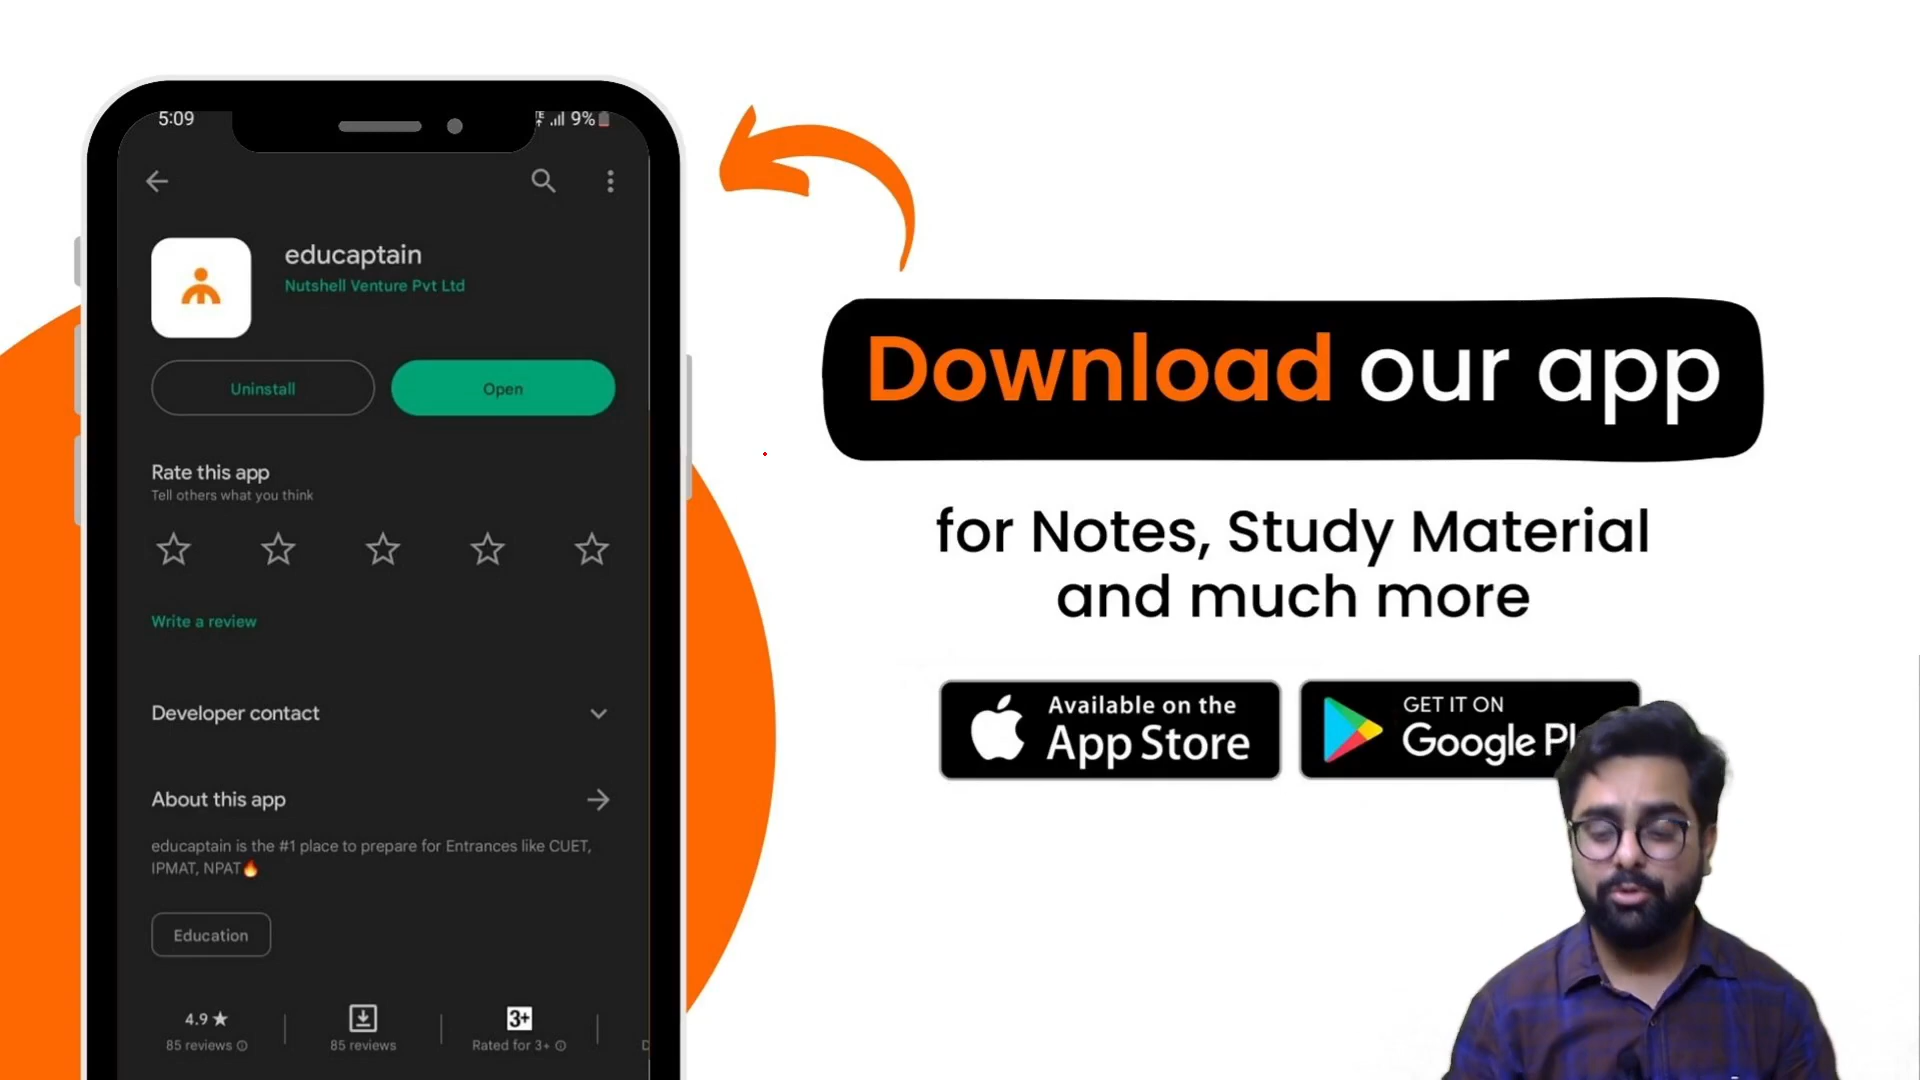 5:09
9%
educaptain
Nutshell Venture Pvt Ltd
Uninstall
Open
Rate this app
Tell others what you think
Write a review
Developer contact
About this app
educaptain is the #1 place to prepare for Entrances like CUET,
IPMAT, NPAT🔥
Education
4.9★
3+
85 reviews
85 reviews
Rated for 3+
Download our app
for Notes, Study Material
and much more
Available on the
App Store
GET IT ON
Google Pl